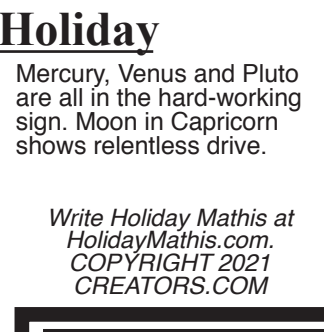 Holiday
Mercury, Venus and Pluto
are all in the hard-working
sign. Moon in Capricorn
shows relentless drive.
Write Holiday Mathis at
HolidayMathis.com.
COPYRIGHT 2021
CREATORS.COM